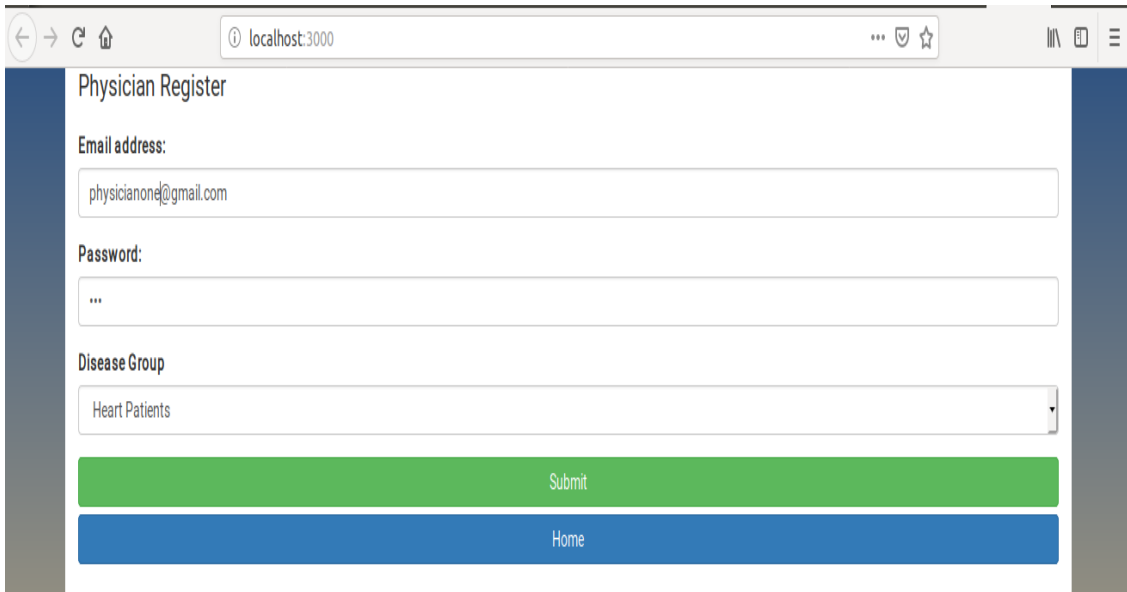 localhost:3000
Physician Register
Email address:
physicianone@gmail.com
Password:
•••
Disease Group
Heart Patients
Submit
Home